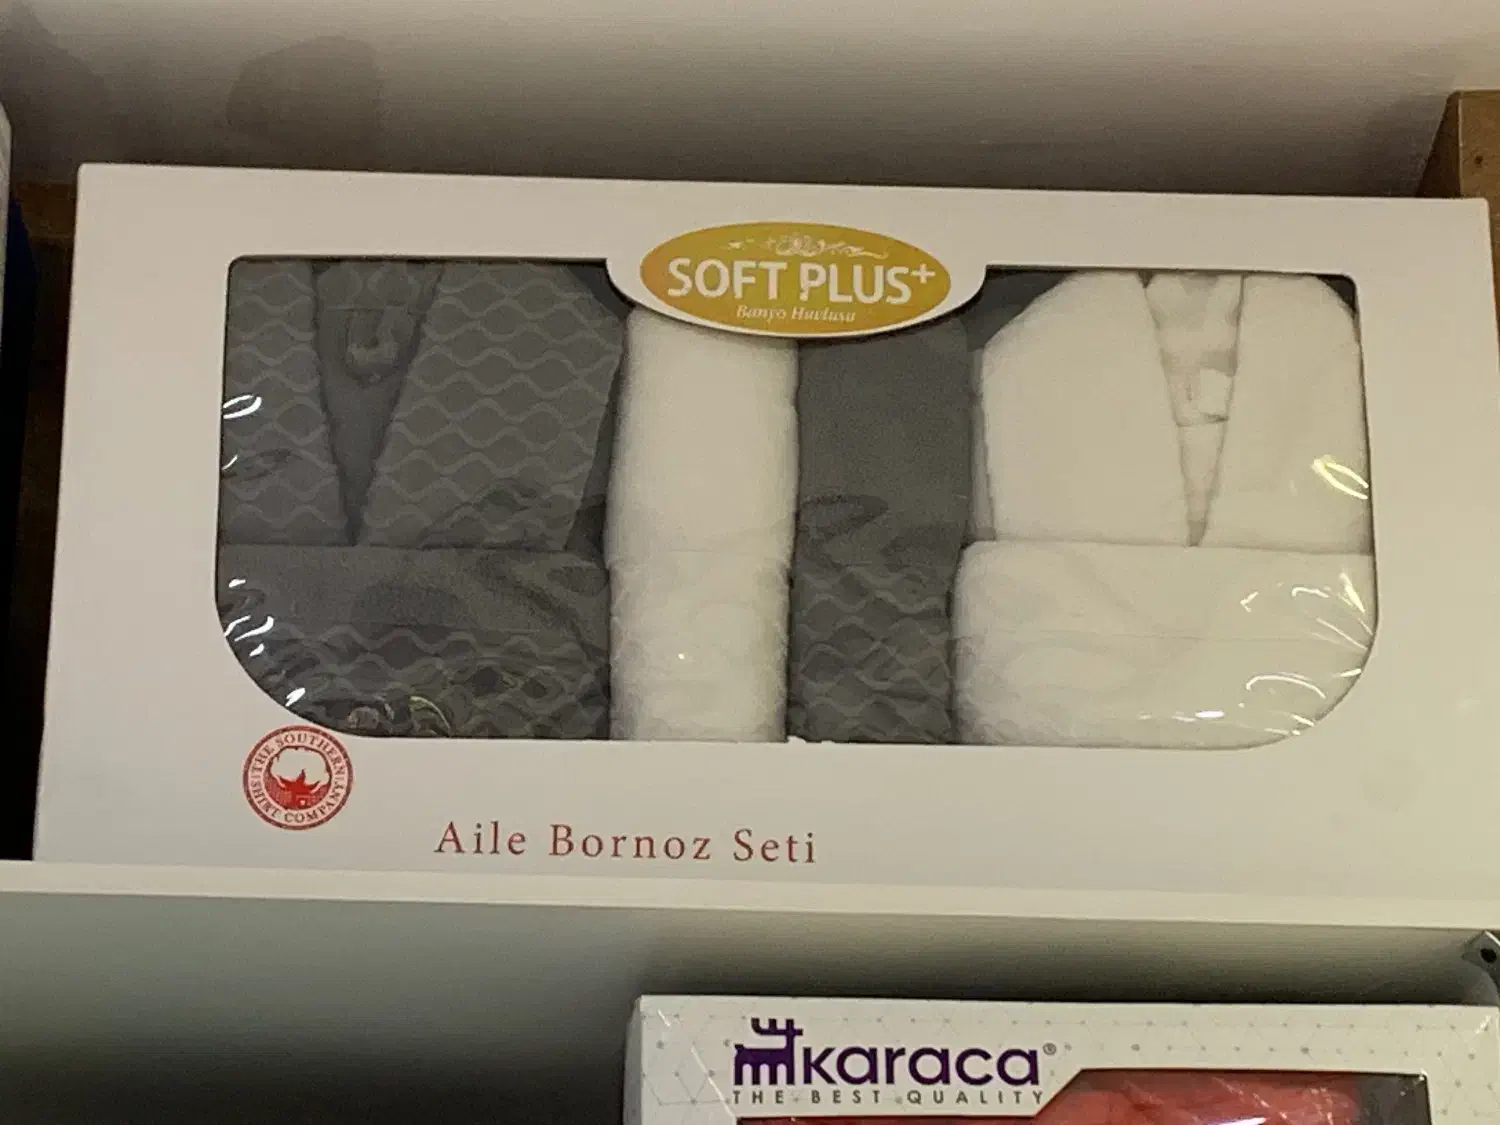 SOFT PLUS+
Banyo Havlusu
THE SOUTHERN
SHIRT COMPANY
Aile Bornoz Seti
karaca®
THE BEST QUALITY